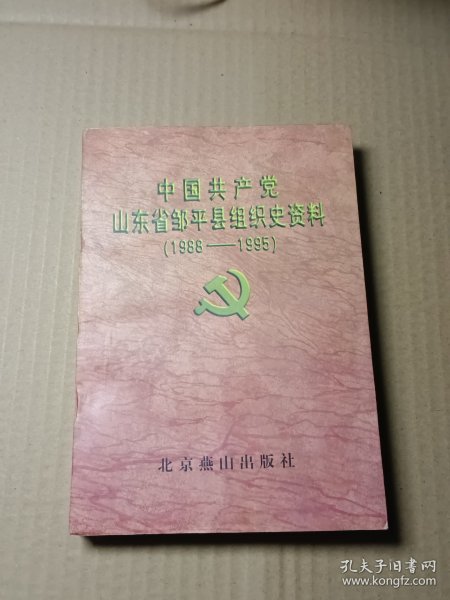 中国共产党
山东省邹平县组织史资料
(1988——1995)
北京燕山出版社
孔夫子旧书网
www.kongfz.com